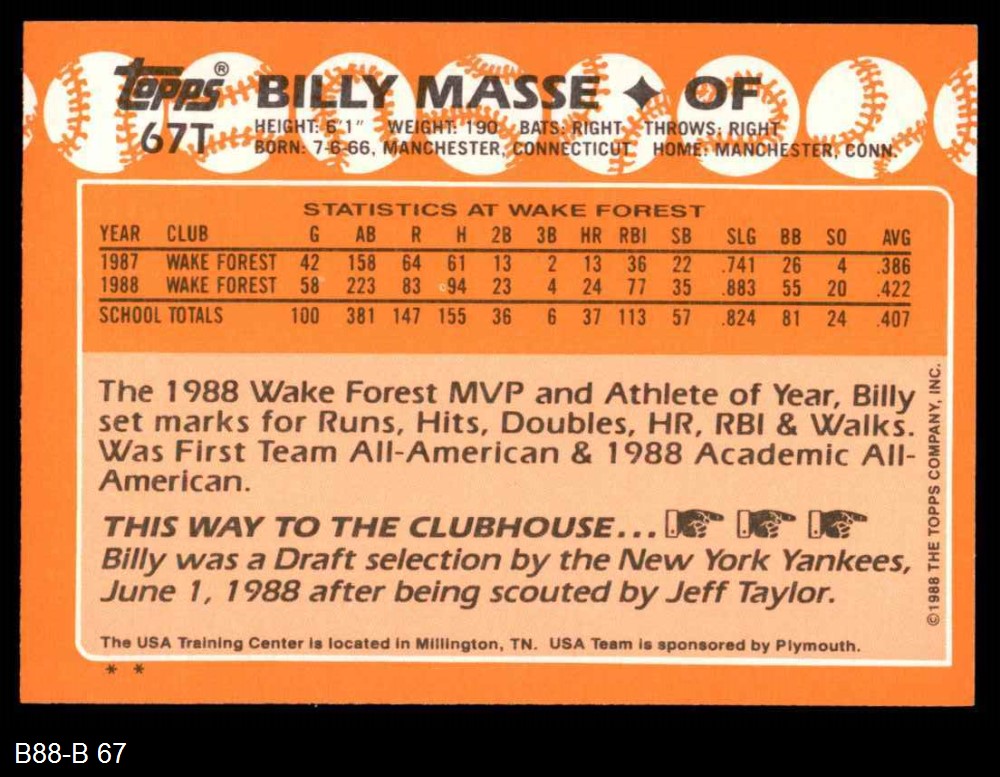 topps® BILLY MASSE ✦ OF
67T
HEIGHT: 6'1" WEIGHT: 190 BATS: RIGHT THROWS: RIGHT
BORN: 7-6-66, MANCHESTER, CONNECTICUT HOME: MANCHESTER, CONN.
STATISTICS AT WAKE FOREST
YEAR CLUB G AB R H 2B 3B HR RBI SB SLG BB SO AVG
1987 WAKE FOREST 42 158 64 61 13 2 13 36 22 .741 26 4 .386
1988 WAKE FOREST 58 223 83 94 23 4 24 77 35 .883 55 20 .422
SCHOOL TOTALS 100 381 147 155 36 6 37 113 57 .824 81 24 .407
The 1988 Wake Forest MVP and Athlete of Year, Billy
set marks for Runs, Hits, Doubles, HR, RBI & Walks.
Was First Team All-American & 1988 Academic All-
American.
THIS WAY TO THE CLUBHOUSE...
Billy was a Draft selection by the New York Yankees,
June 1, 1988 after being scouted by Jeff Taylor.
The USA Training Center is located in Millington, TN. USA Team is sponsored by Plymouth.
©1988 THE TOPPS COMPANY, INC.
* *
B88-B 67